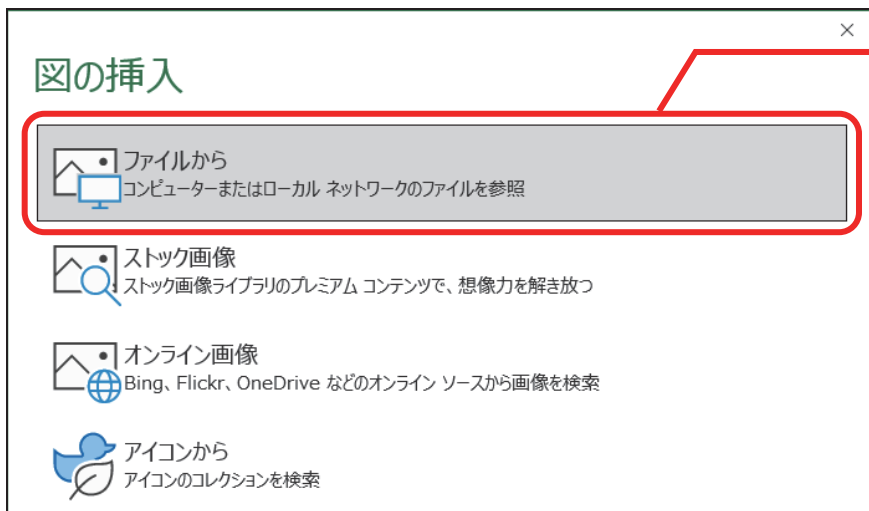 図の挿入
ファイルから
コンピューターまたはローカル ネットワークのファイルを参照
ストック画像
ストック画像ライブラリのプレミアム コンテンツで、想像力を解き放つ
オンライン画像
Bing、Flickr、OneDrive などのオンライン ソースから画像を検索
アイコンから
アイコンのコレクションを検索